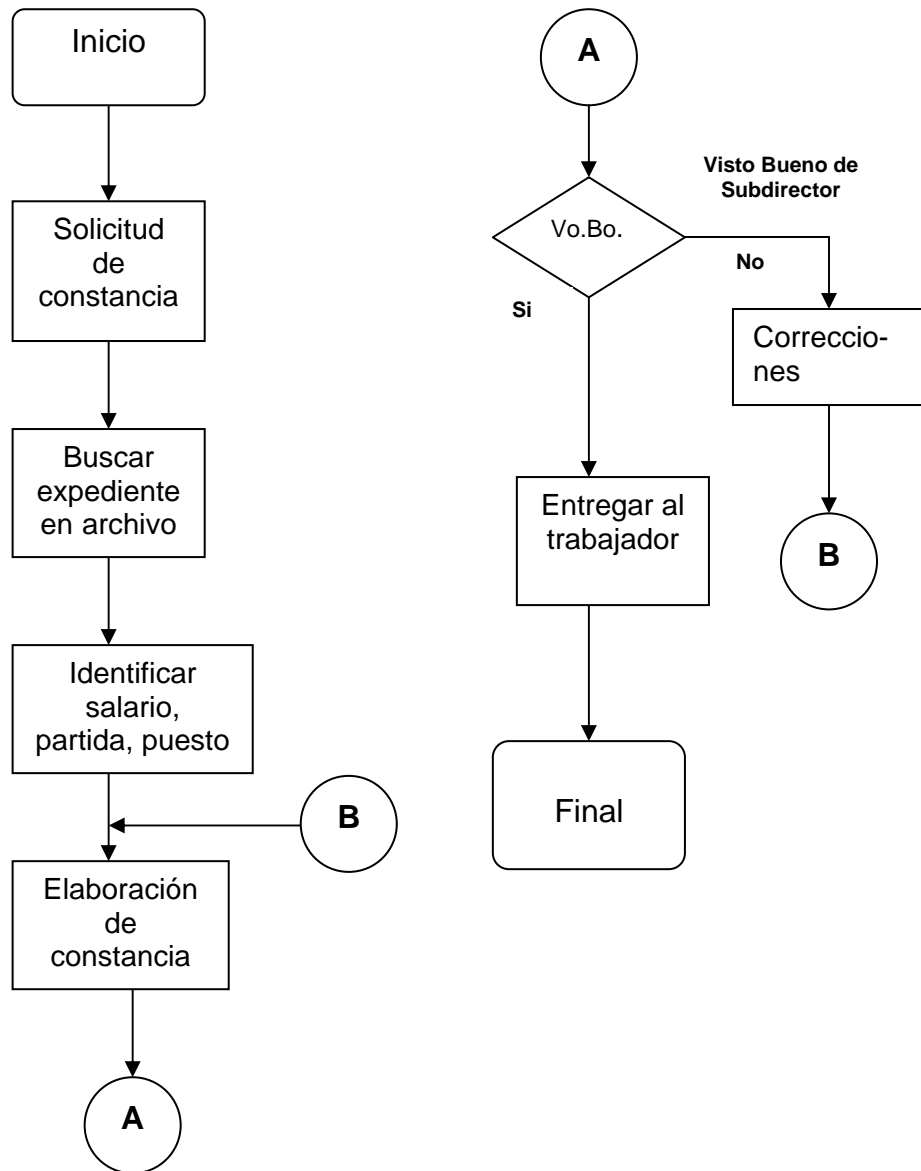 Inicio
Solicitud
de
constancia
Buscar
expediente
en archivo
Identificar
salario,
partida, puesto
B
Elaboración
de
constancia
A
A
Visto Bueno de
Subdirector
Vo.Bo.
No
Si
Correccio-
nes
Entregar al
trabajador
B
Final